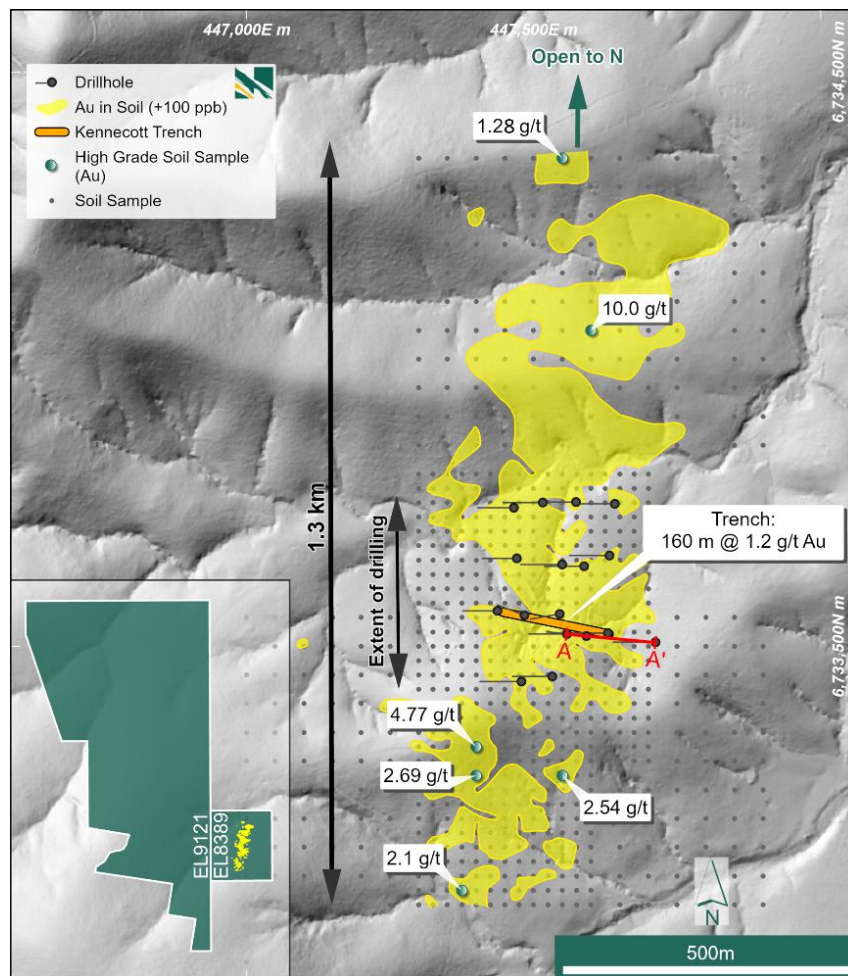 447,000E m
447,500E m
6,734,500N m
Open to N
Drillhole
Au in Soil (+100 ppb)
Kennecott Trench
High Grade Soil Sample
(Au)
Soil Sample
1.28 g/t
10.0 g/t
1.3 km
Extent of drilling
Trench:
160 m @ 1.2 g/t Au
A
A'
6,733,500N m
4.77 g/t
2.69 g/t
2.54 g/t
2.1 g/t
EL9121
EL8389
N
500m